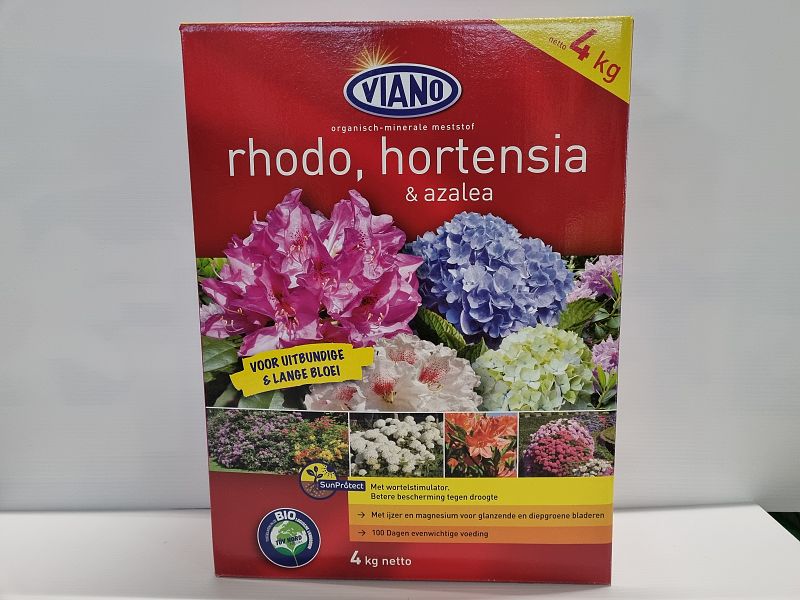 netto 4 kg
VIANO
organisch-minerale meststof
rhodo, hortensia
& azalea
VOOR UITBUNDIGE
& LANGE BLOEI
SunProtect
Met wortelstimulator.
Betere bescherming tegen droogte
→ Met ijzer en magnesium voor glanzende en diepgroene bladeren
→ 100 Dagen evenwichtige voeding
BIO
TÜV NORD
4 kg netto